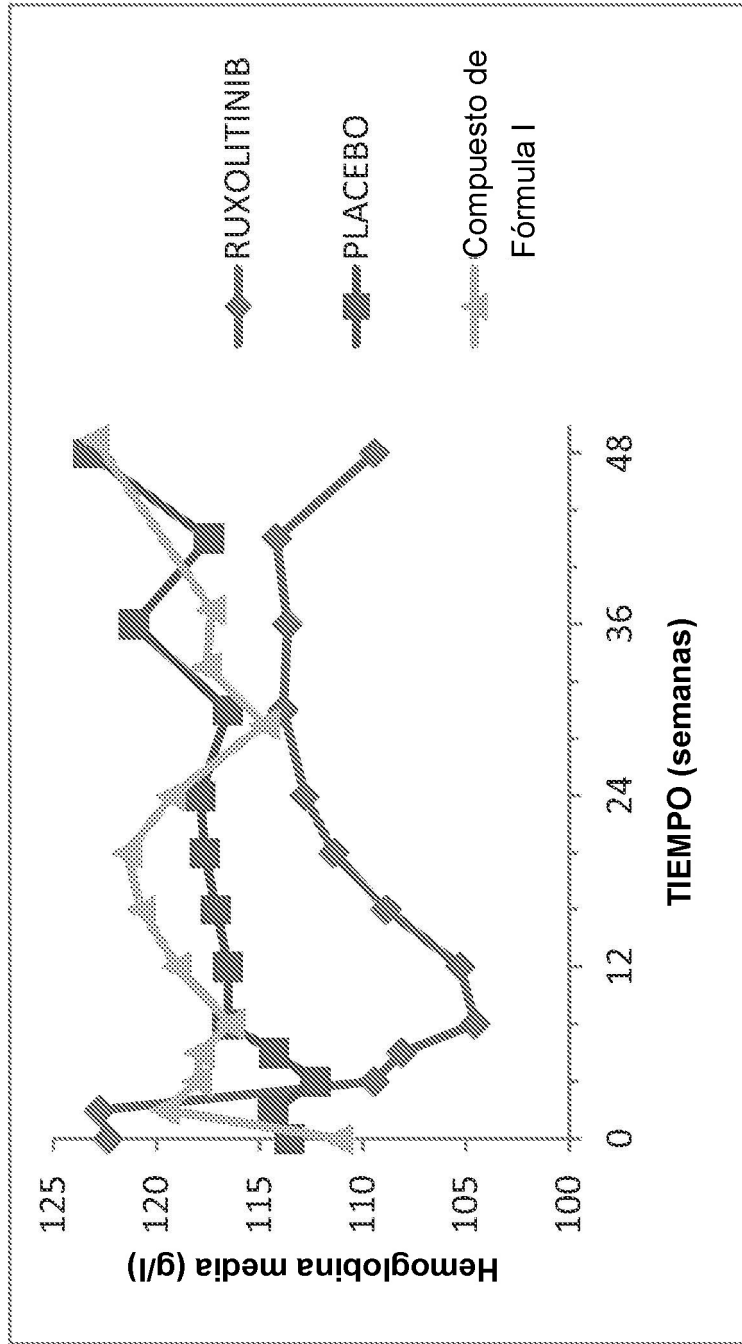 Hemoglobina media (g/l)
125
120
115
110
105
100
0
12
24
36
48
TIEMPO (semanas)
RUXOLITINIB
PLACEBO
Compuesto de
Fórmula I